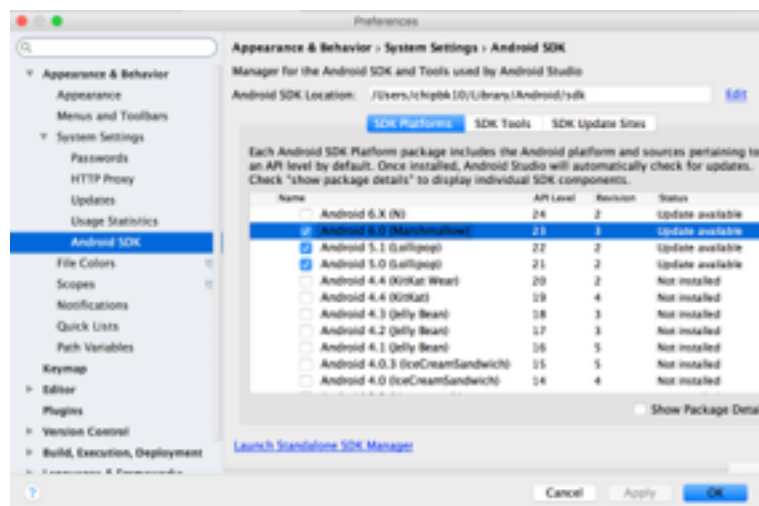 Preferences
Appearance & Behavior › System Settings › Android SDK
Manager for the Android SDK and Tools used by Android Studio
Android SDK Location: /Users/chipbk10/Library/Android/sdk Edit
SDK Platforms SDK Tools SDK Update Sites
Each Android SDK Platform package includes the Android platform and sources pertaining to
an API level by default. Once installed, Android Studio will automatically check for updates.
Check "show package details" to display individual SDK components.
Name API Level Revision Status
Android 6.X (N) 24 2 Update available
Android 6.0 (Marshmallow) 23 3 Update available
Android 5.1 (Lollipop) 22 2 Update available
Android 5.0 (Lollipop) 21 2 Update available
Android 4.4 (KitKat Wear) 20 2 Not installed
Android 4.4 (KitKat) 19 4 Not installed
Android 4.3 (Jelly Bean) 18 3 Not installed
Android 4.2 (Jelly Bean) 17 3 Not installed
Android 4.1 (Jelly Bean) 16 5 Not installed
Android 4.0.3 (IceCreamSandwich) 15 5 Not installed
Android 4.0 (IceCreamSandwich) 14 4 Not installed
Show Package Detai
Launch Standalone SDK Manager
Appearance & Behavior
Appearance
Menus and Toolbars
System Settings
Passwords
HTTP Proxy
Updates
Usage Statistics
Android SDK
File Colors
Scopes
Notifications
Quick Lists
Path Variables
Keymap
Editor
Plugins
Version Control
Build, Execution, Deployment
? Cancel Apply OK